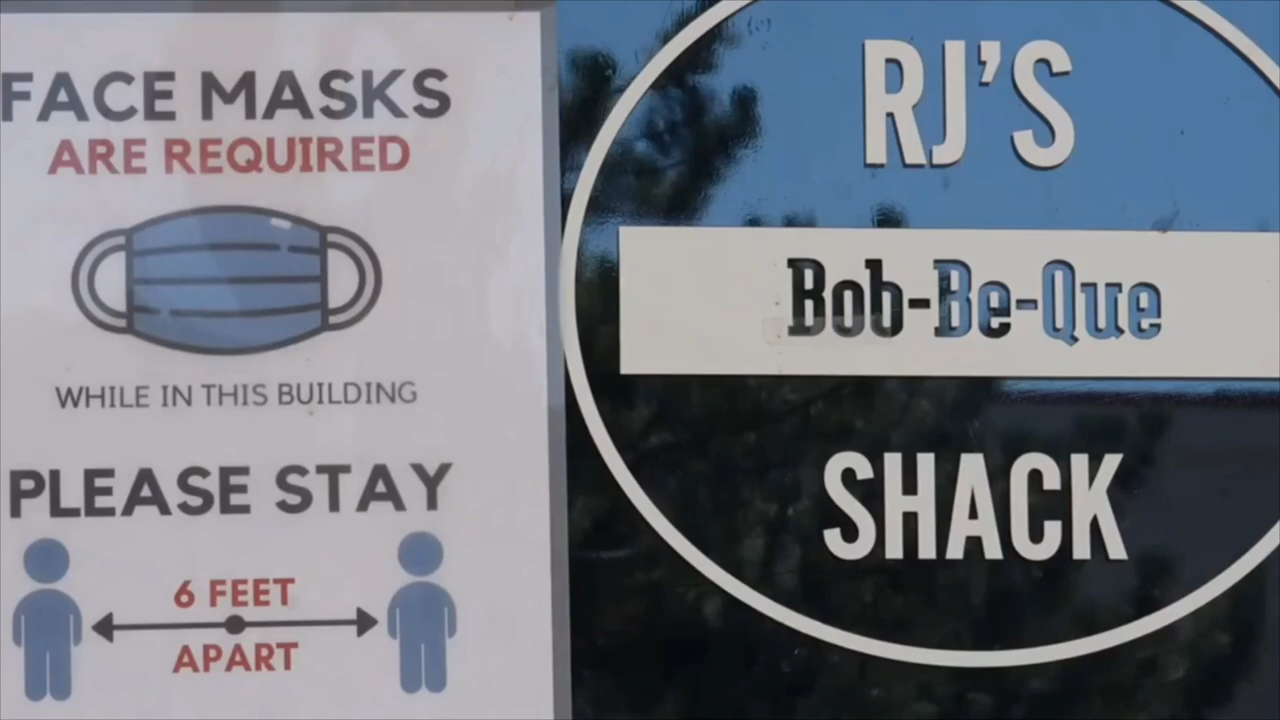 FACE MASKS
ARE REQUIRED
WHILE IN THIS BUILDING
PLEASE STAY
6 FEET
APART
RJ'S
Bob-Be-Que
SHACK